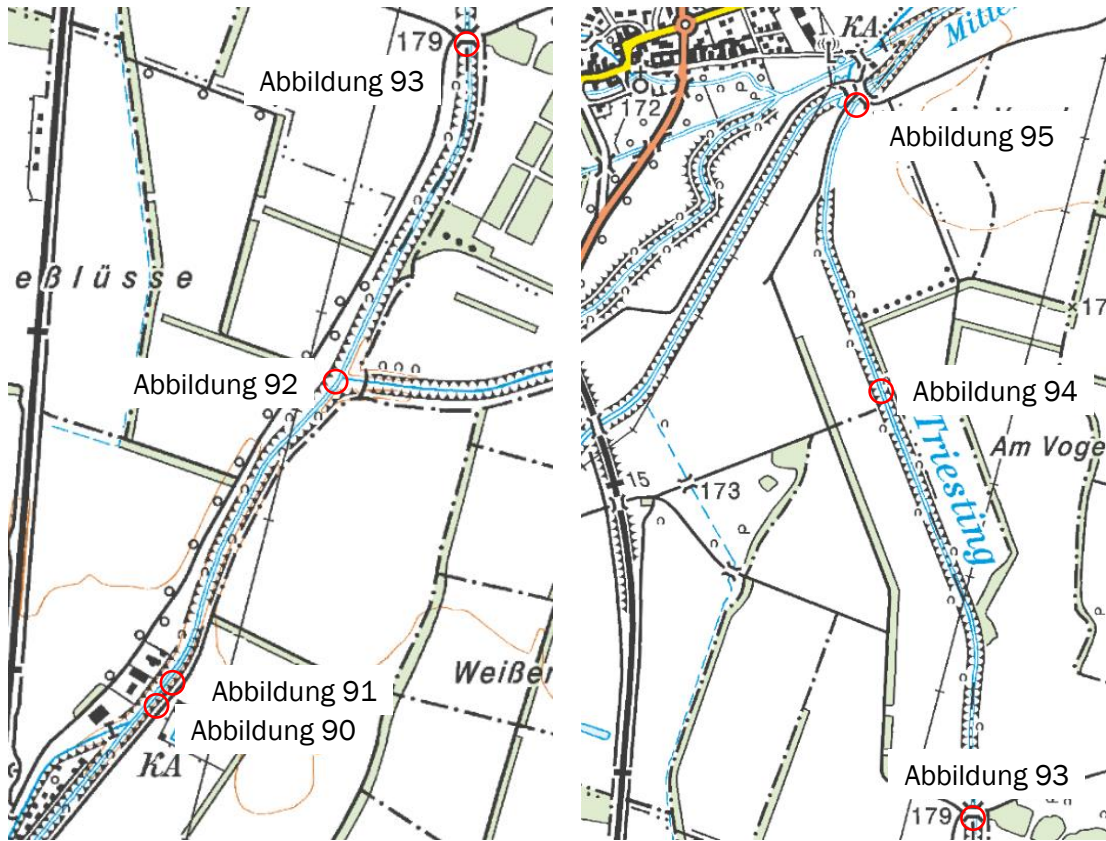 179
Abbildung 93
eßlüsse
Abbildung 92
Weißer
Abbildung 91
Abbildung 90
KA
KA
Mitte
172
Abbildung 95
17
Abbildung 94
Triesting
Am Voge
15
173
Abbildung 93
179